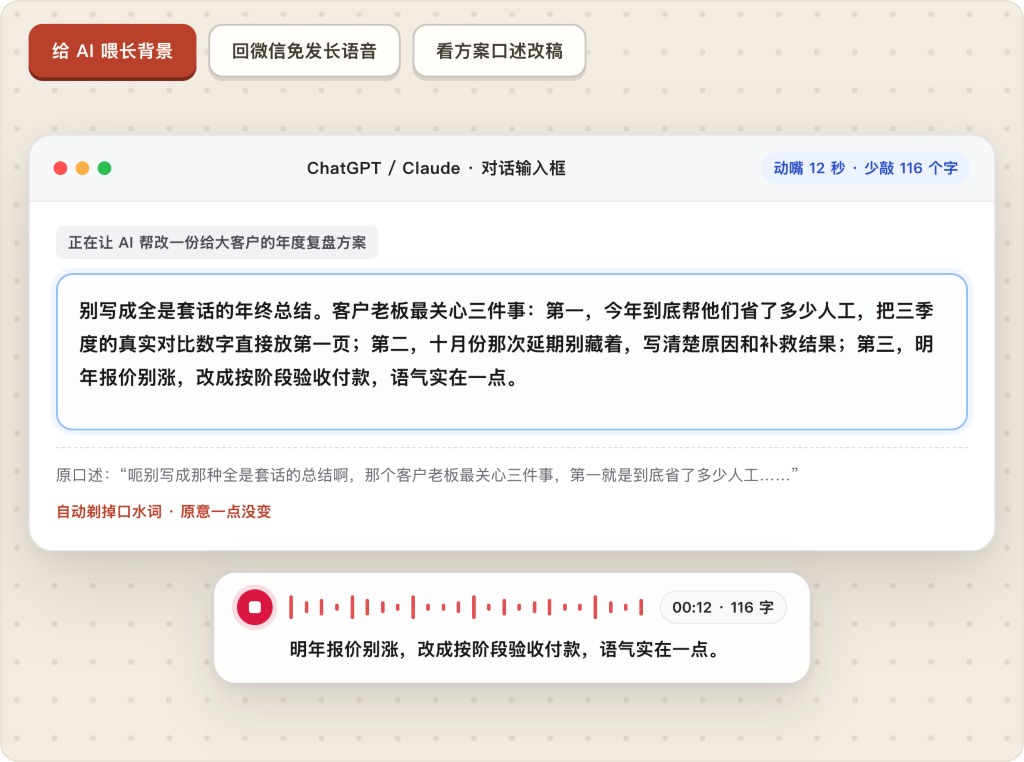 给 AI 喂长背景
回微信免发长语音
看方案口述改稿
ChatGPT / Claude · 对话输入框
动嘴 12 秒 · 少敲 116 个字
正在让 AI 帮改一份给大客户的年度复盘方案
别写成全是套话的年终总结。客户老板最关心三件事：第一，今年到底帮他们省了多少人工，把三季
度的真实对比数字直接放第一页；第二，十月份那次延期别藏着，写清楚原因和补救结果；第三，明
年报价别涨，改成按阶段验收付款，语气实在一点。
原口述：“呃别写成那种全是套话的总结啊，那个客户老板最关心三件事，第一就是到底省了多少人工……”
自动剃掉口水词 · 原意一点没变
00:12 · 116 字
明年报价别涨，改成按阶段验收付款，语气实在一点。